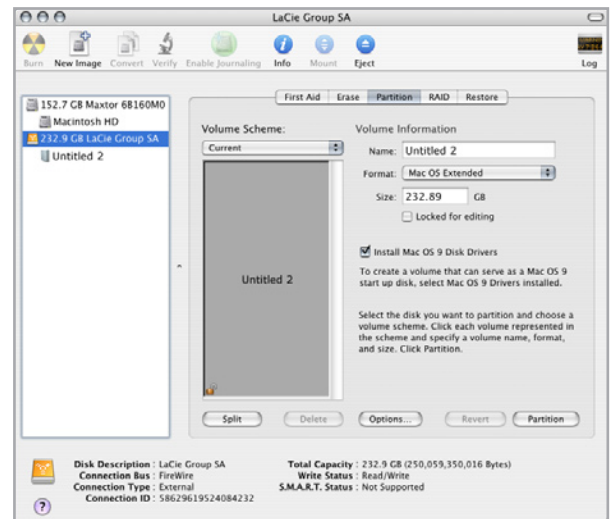 LaCie Group SA
Burn New Image Convert Verify Enable Journaling Info Mount Eject Log
152.7 GB Maxtor 6B160M0
Macintosh HD
232.9 GB LaCie Group SA
Untitled 2
First Aid Erase Partition RAID Restore
Volume Scheme:
Current
Untitled 2
Volume Information
Name: Untitled 2
Format: Mac OS Extended
Size: 232.89 GB
Locked for editing
Install Mac OS 9 Disk Drivers
To create a volume that can serve as a Mac OS 9
start up disk, select Mac OS 9 Drivers installed.
Select the disk you want to partition and choose a
volume scheme. Click each volume represented in
the scheme and specify a volume name, format,
and size. Click Partition.
Split Delete Options... Revert Partition
Disk Description : LaCie Group SA
Connection Bus : FireWire
Connection Type : External
Connection ID : 58629619524084232
Total Capacity : 232.9 GB (250,059,350,016 Bytes)
Write Status : Read/Write
S.M.A.R.T. Status : Not Supported
?